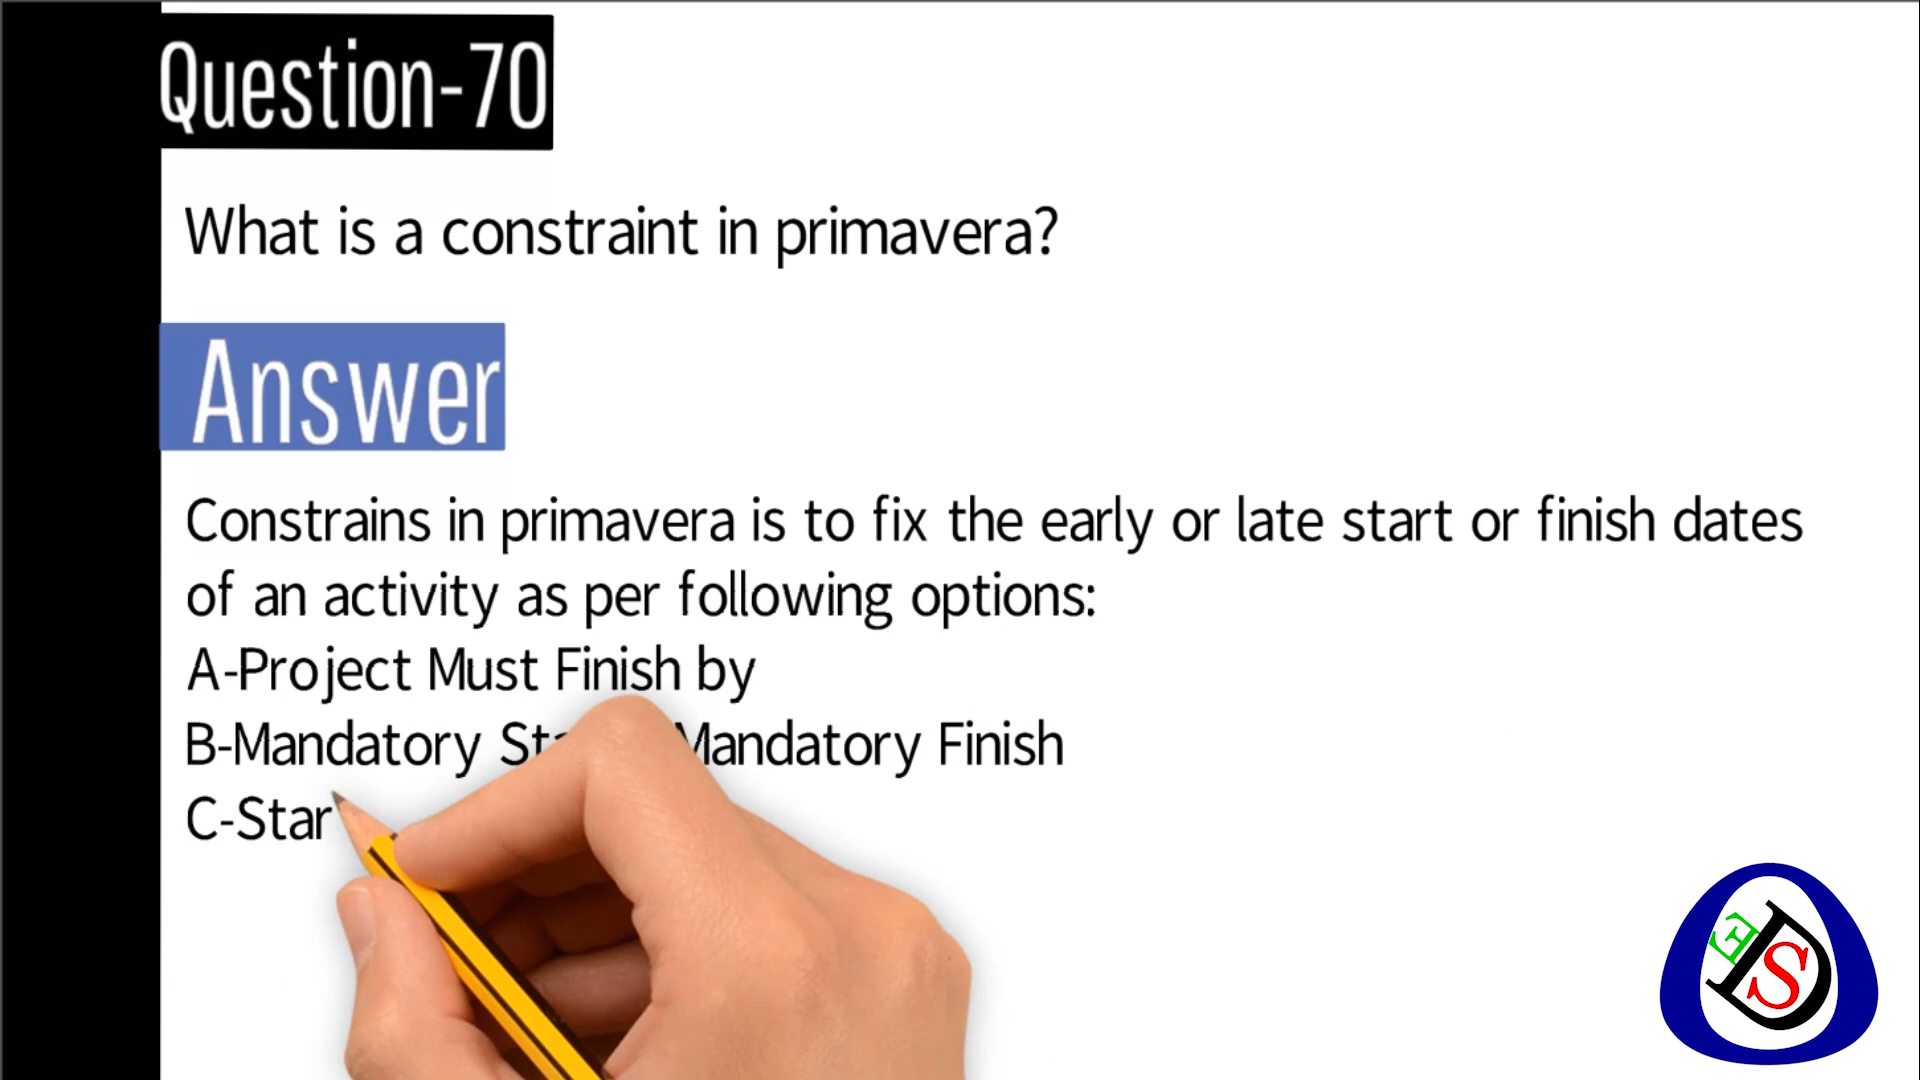 Question-70
What is a constraint in primavera?
Answer
Constrains in primavera is to fix the early or late start or finish dates
of an activity as per following options:
A-Project Must Finish by
B-Mandatory Mandatory Finish
C-Star
E
D
S